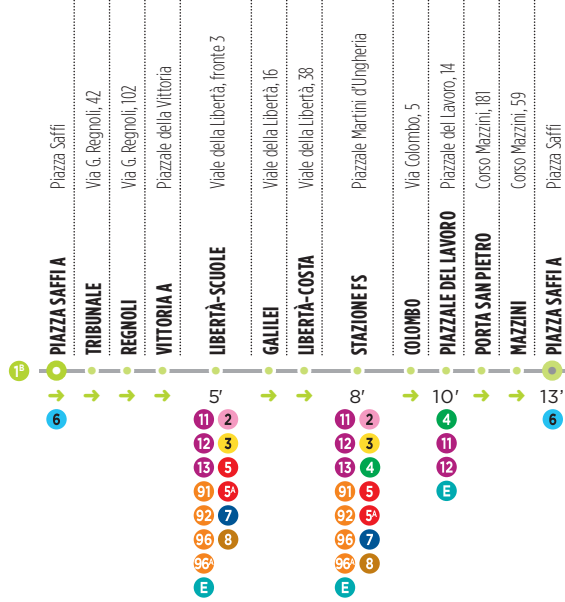 Piazza Saffi
Via G. Regnoli, 42
Via G. Regnoli, 102
Piazzale della Vittoria
Viale della Libertà, fronte 3
Viale della Libertà, 16
Viale della Libertà, 38
Piazzale Martini d'Ungheria
Via Colombo, 5
Piazzale del Lavoro, 14
Corso Mazzini, 181
Corso Mazzini, 59
Piazza Saffi
PIAZZA SAFFI A
TRIBUNALE
REGNOLI
VITTORIA A
LIBERTÀ-SCUOLE
GALILEI
LIBERTÀ-COSTA
STAZIONE FS
COLOMBO
PIAZZALE DEL LAVORO
PORTA SAN PIETRO
MAZZINI
PIAZZA SAFFI A
1B
5' 8' 10' 13'
6 11 2 11 2 4 6
12 3 12 3 11
13 5 13 4 12
91 5A 91 5 E
92 7 92 5A
96 8 96 7
96A 96A 8
E E